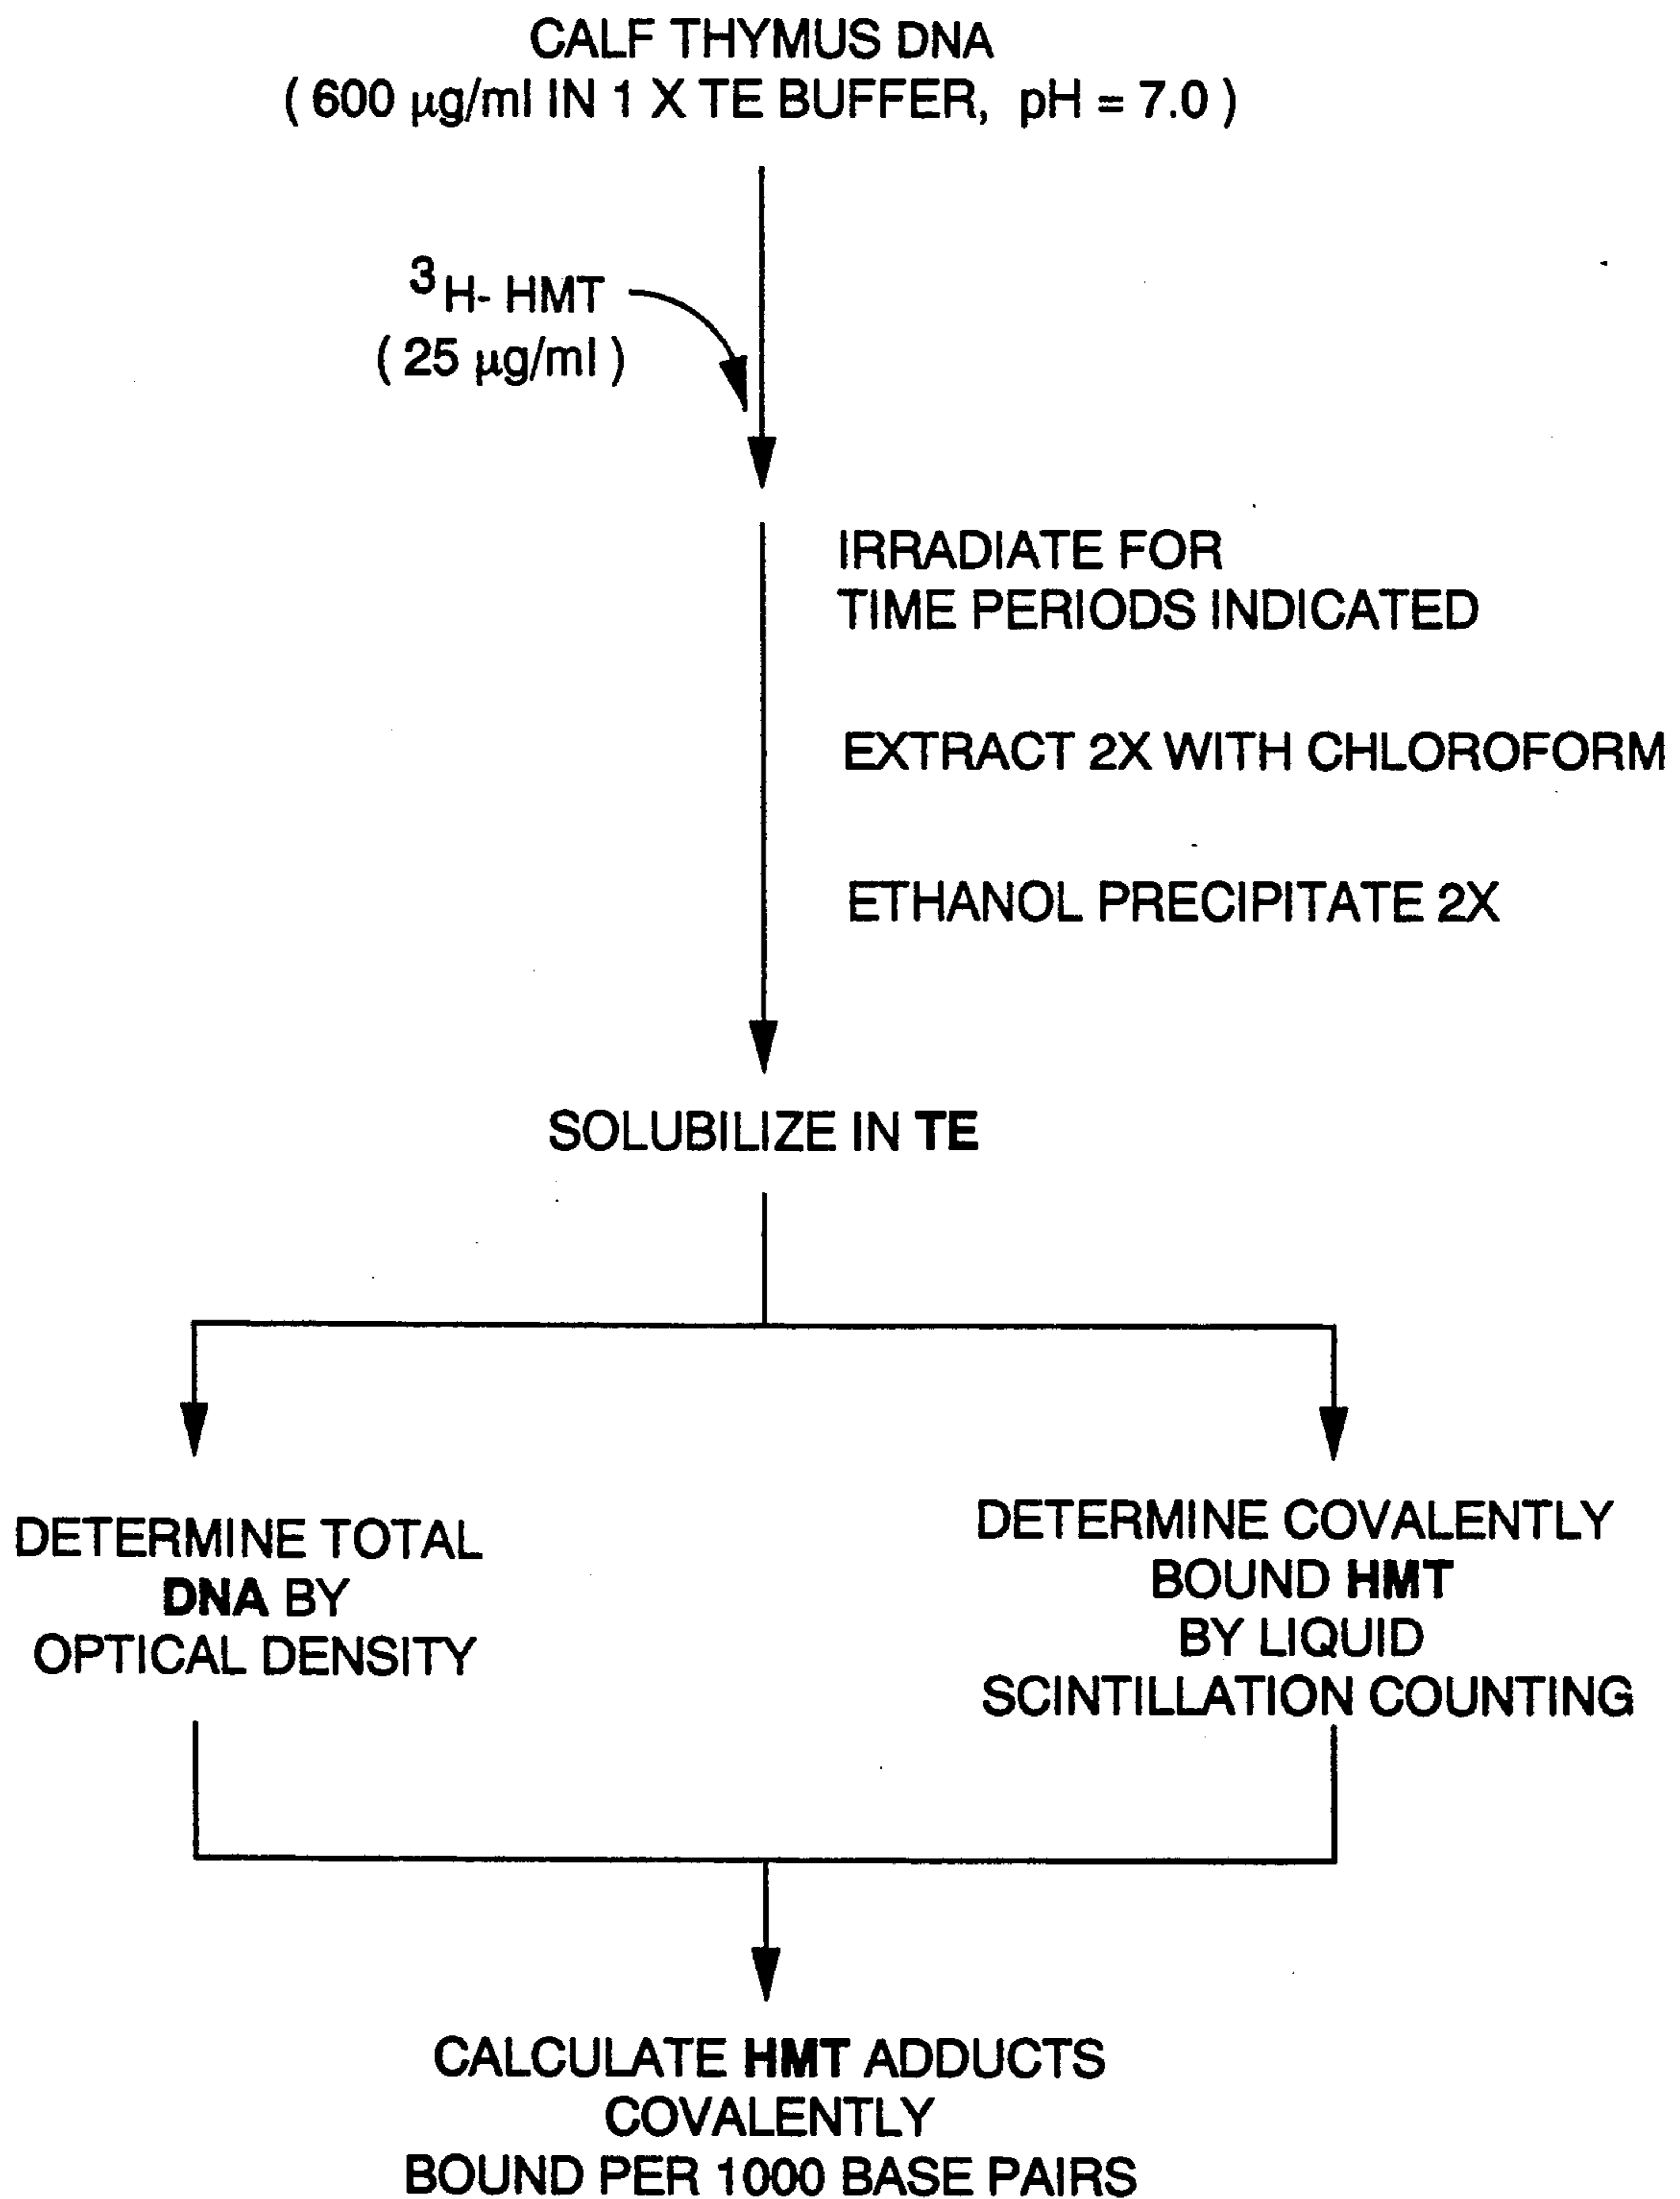 CALF THYMUS DNA
( 600 µg/ml IN 1 X TE BUFFER, pH = 7.0 )
³H- HMT
( 25 µg/ml )
IRRADIATE FOR
TIME PERIODS INDICATED
EXTRACT 2X WITH CHLOROFORM
ETHANOL PRECIPITATE 2X
SOLUBILIZE IN TE
DETERMINE TOTAL
DNA BY
OPTICAL DENSITY
DETERMINE COVALENTLY
BOUND HMT
BY LIQUID
SCINTILLATION COUNTING
CALCULATE HMT ADDUCTS
COVALENTLY
BOUND PER 1000 BASE PAIRS